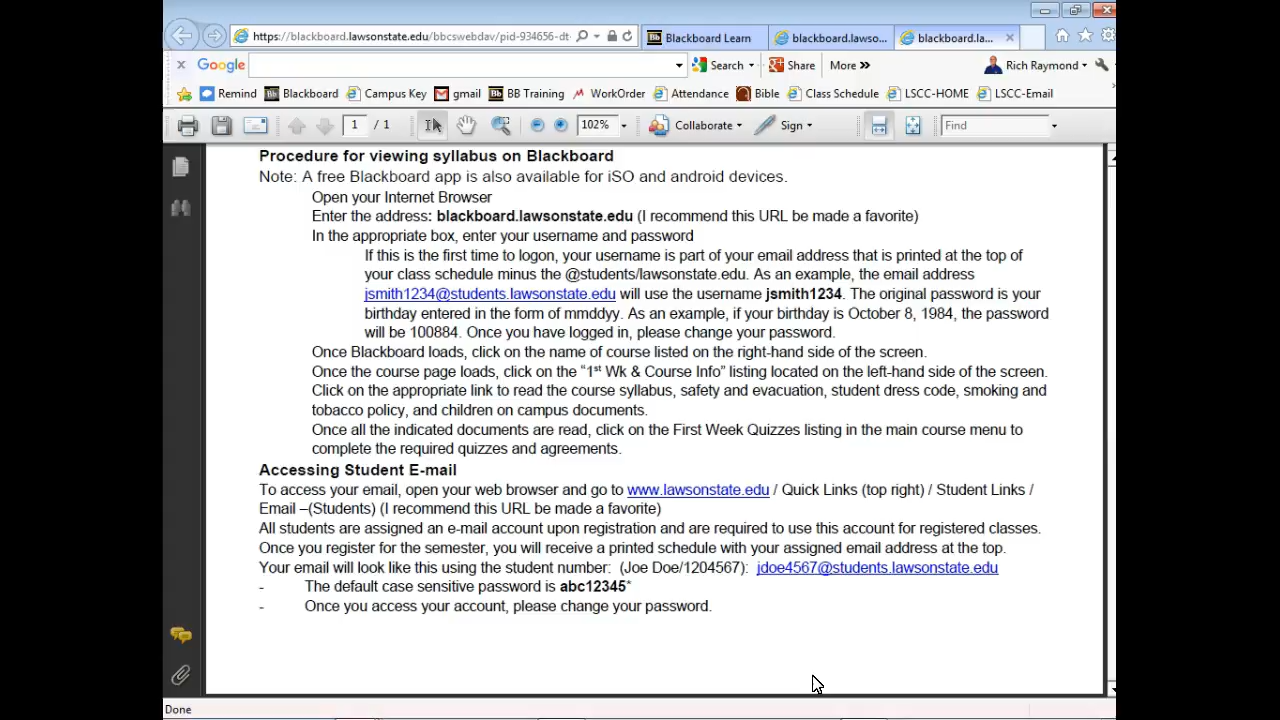 https://blackboard.lawsonstate.edu/bbcswebdav/pid-934656-dt-
Blackboard Learn
blackboard.lawso...
blackboard.la...
Google
Search
Share
More »
Rich Raymond
Remind
Blackboard
Campus Key
gmail
BB Training
WorkOrder
Attendance
Bible
Class Schedule
LSCC-HOME
LSCC-Email
1 / 1
102%
Collaborate
Sign
Find
Procedure for viewing syllabus on Blackboard
Note: A free Blackboard app is also available for iSO and android devices.
Open your Internet Browser
Enter the address: blackboard.lawsonstate.edu (I recommend this URL be made a favorite)
In the appropriate box, enter your username and password
If this is the first time to logon, your username is part of your email address that is printed at the top of
your class schedule minus the @students/lawsonstate.edu. As an example, the email address
jsmith1234@students.lawsonstate.edu will use the username jsmith1234. The original password is your
birthday entered in the form of mmddyy. As an example, if your birthday is October 8, 1984, the password
will be 100884. Once you have logged in, please change your password.
Once Blackboard loads, click on the name of course listed on the right-hand side of the screen.
Once the course page loads, click on the “1st Wk & Course Info” listing located on the left-hand side of the screen.
Click on the appropriate link to read the course syllabus, safety and evacuation, student dress code, smoking and
tobacco policy, and children on campus documents.
Once all the indicated documents are read, click on the First Week Quizzes listing in the main course menu to
complete the required quizzes and agreements.
Accessing Student E-mail
To access your email, open your web browser and go to www.lawsonstate.edu / Quick Links (top right) / Student Links /
Email –(Students) (I recommend this URL be made a favorite)
All students are assigned an e-mail account upon registration and are required to use this account for registered classes.
Once you register for the semester, you will receive a printed schedule with your assigned email address at the top.
Your email will look like this using the student number: (Joe Doe/1204567): jdoe4567@students.lawsonstate.edu
- The default case sensitive password is abc12345*
- Once you access your account, please change your password.
Done